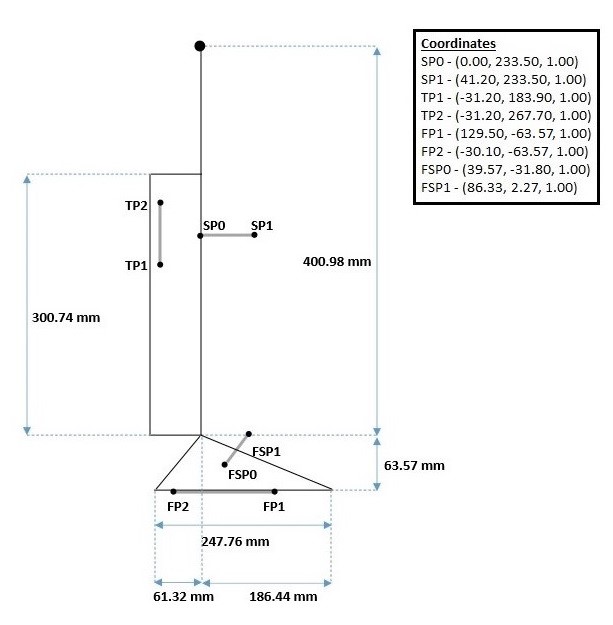 Coordinates
SP0 - (0.00, 233.50, 1.00)
SP1 - (41.20, 233.50, 1.00)
TP1 - (-31.20, 183.90, 1.00)
TP2 - (-31.20, 267.70, 1.00)
FP1 - (129.50, -63.57, 1.00)
FP2 - (-30.10, -63.57, 1.00)
FSP0 - (39.57, -31.80, 1.00)
FSP1 - (86.33, 2.27, 1.00)
TP2
SP0
SP1
TP1
400.98 mm
300.74 mm
FSP1
63.57 mm
FSP0
FP2
FP1
247.76 mm
61.32 mm
186.44 mm